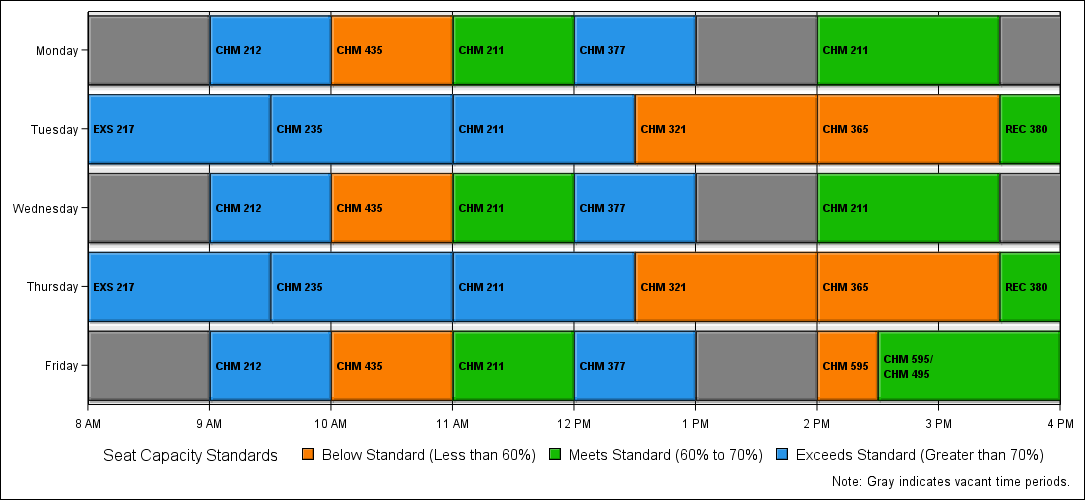 Monday
CHM 212 CHM 435 CHM 211 CHM 377 CHM 211
Tuesday
EXS 217 CHM 235 CHM 211 CHM 321 CHM 365 REC 380
Wednesday
CHM 212 CHM 435 CHM 211 CHM 377 CHM 211
Thursday
EXS 217 CHM 235 CHM 211 CHM 321 CHM 365 REC 380
Friday
CHM 212 CHM 435 CHM 211 CHM 377 CHM 595
CHM 595/
CHM 495
8 AM 9 AM 10 AM 11 AM 12 PM 1 PM 2 PM 3 PM 4 PM
Seat Capacity Standards Below Standard (Less than 60%) Meets Standard (60% to 70%) Exceeds Standard (Greater than 70%)
Note: Gray indicates vacant time periods.